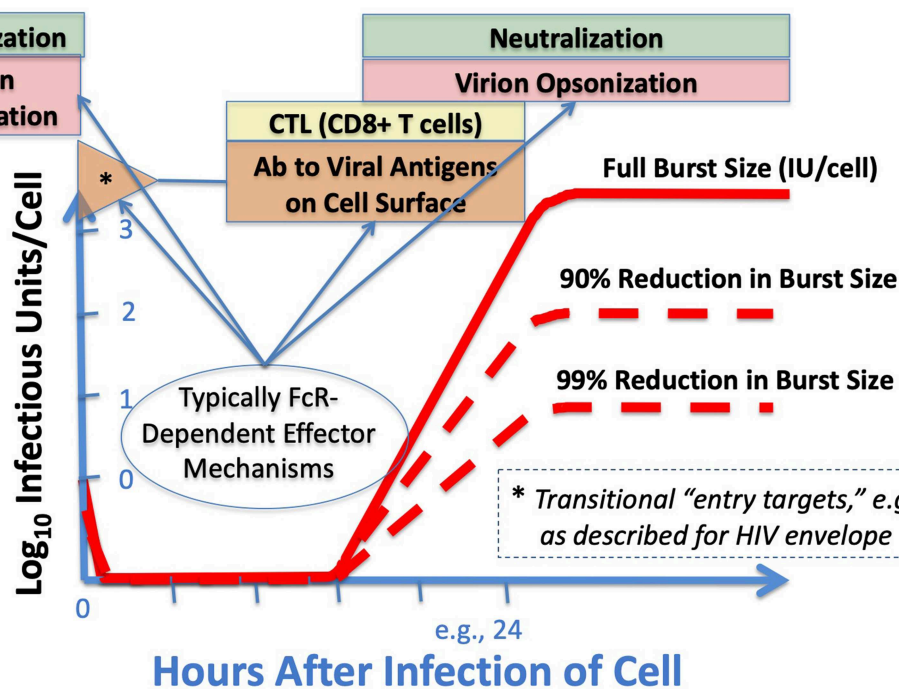 zation
n
ation
Neutralization
Virion Opsonization
CTL (CD8+ T cells)
Ab to Viral Antigens
on Cell Surface
*
Full Burst Size (IU/cell)
90% Reduction in Burst Size
99% Reduction in Burst Size
Log10 Infectious Units/Cell
3
2
1
0
Typically FcR-
Dependent Effector
Mechanisms
* Transitional “entry targets,” e.g
as described for HIV envelope
0
e.g., 24
Hours After Infection of Cell